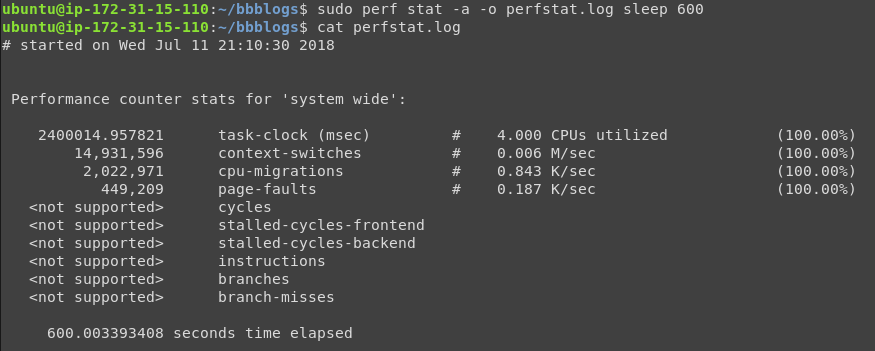 ubuntu@ip-172-31-15-110:~/bbblogs$ sudo perf stat -a -o perfstat.log sleep 600
ubuntu@ip-172-31-15-110:~/bbblogs$ cat perfstat.log
# started on Wed Jul 11 21:10:30 2018
Performance counter stats for 'system wide':
2400014.957821 task-clock (msec) # 4.000 CPUs utilized (100.00%)
14,931,596 context-switches # 0.006 M/sec (100.00%)
2,022,971 cpu-migrations # 0.843 K/sec (100.00%)
449,209 page-faults # 0.187 K/sec (100.00%)
<not supported> cycles
<not supported> stalled-cycles-frontend
<not supported> stalled-cycles-backend
<not supported> instructions
<not supported> branches
<not supported> branch-misses
600.003393408 seconds time elapsed